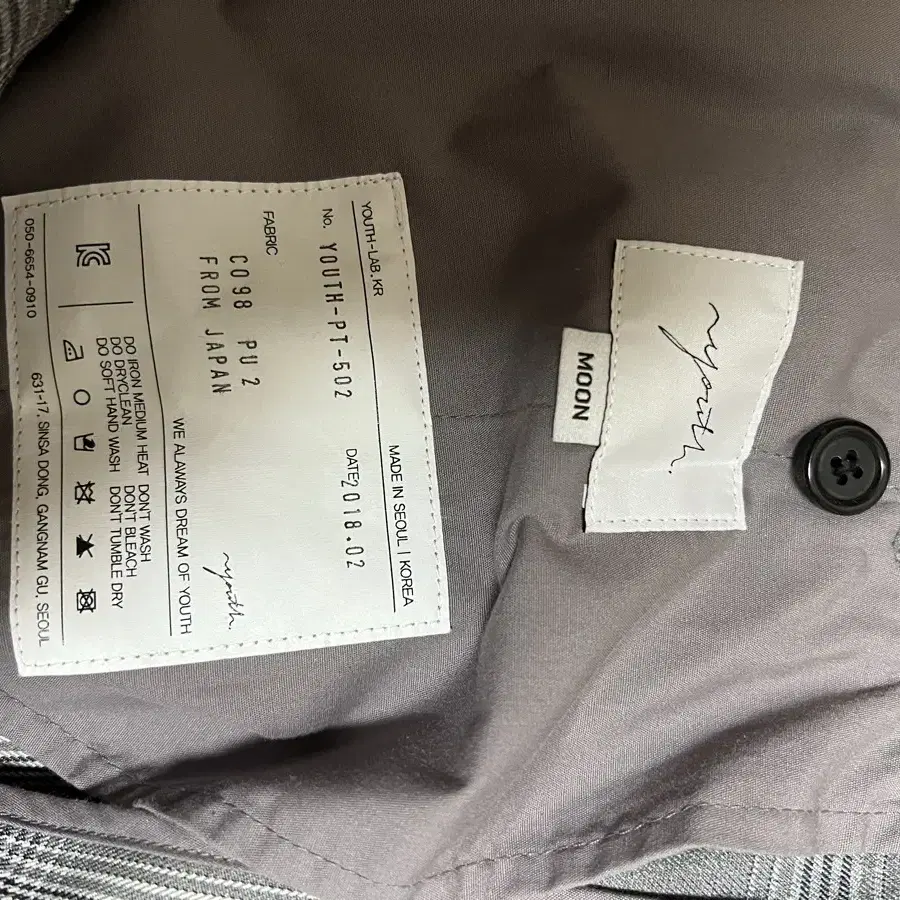 YOUTH-LAB.KR
MADE IN SEOUL | KOREA
No. YOUTH-PT-502
DATE 2018.02
FABRIC
CO98 PU2
FROM JAPAN
youth.
WE ALAWAYS DREAM OF YOUTH
DO IRON MEDIUM HEAT DON'T WASH
DO DRYCLEAN DON'T BLEACH
DO SOFT HAND WASH DON'T TUMBLE DRY
050-6654-0910
631-17, SINSA DONG, GANGNAM GU, SEOUL
youth.
MOON